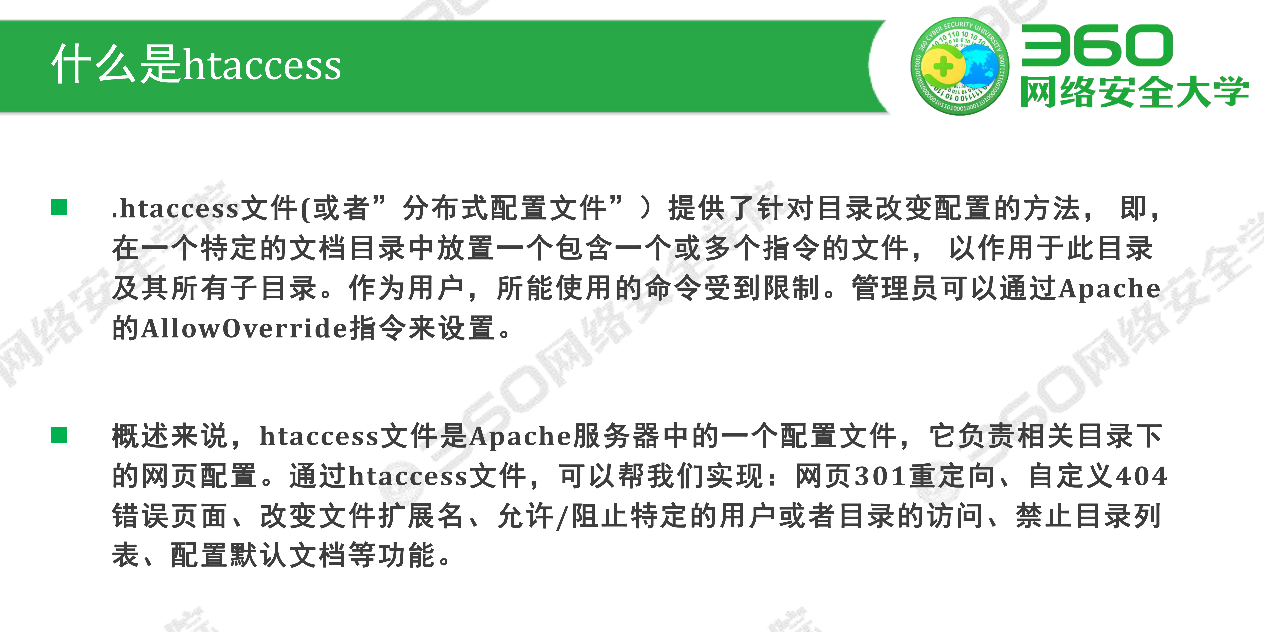 什么是htaccess
360
网络安全大学
.htaccess文件(或者”分布式配置文件”）提供了针对目录改变配置的方法， 即，
在一个特定的文档目录中放置一个包含一个或多个指令的文件， 以作用于此目录
及其所有子目录。作为用户，所能使用的命令受到限制。管理员可以通过Apache
的AllowOverride指令来设置。
概述来说，htaccess文件是Apache服务器中的一个配置文件，它负责相关目录下
的网页配置。通过htaccess文件，可以帮我们实现：网页301重定向、自定义404
错误页面、改变文件扩展名、允许/阻止特定的用户或者目录的访问、禁止目录列
表、配置默认文档等功能。